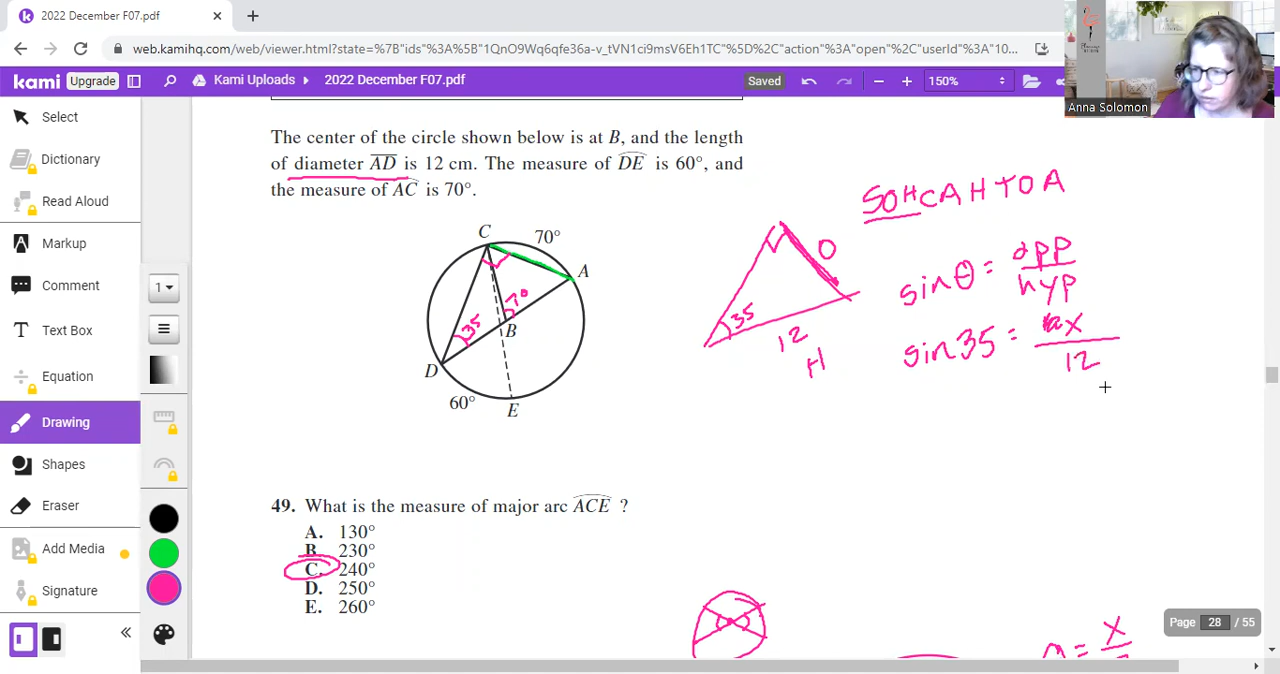 2022 December F07.pdf
web.kamihq.com/web/viewer.html?state=%7B"ids"%3A%5B"1QnO9Wq6qfe36a-v_tVN1ci9msV6Eh1TC"%5D%2C"action"%3A"open"%2C"userId"%3A"10...
kami Upgrade Kami Uploads 2022 December F07.pdf Saved 150%
Anna Solomon
Select
Dictionary
Read Aloud
Markup
Comment
Text Box
Equation
Drawing
Shapes
Eraser
Add Media
Signature
1
The center of the circle shown below is at B, and the length
of diameter AD is 12 cm. The measure of DE is 60°, and
the measure of AC is 70°.
C 70°
A
B
D
60° E
35
70
SOHCAHTOA
O
35
12
H
sinθ = opp
hyp
sin 35 = x
12
49. What is the measure of major arc ACE ?
A. 130°
B. 230°
C. 240°
D. 250°
E. 260°
Page 28 / 55
= x